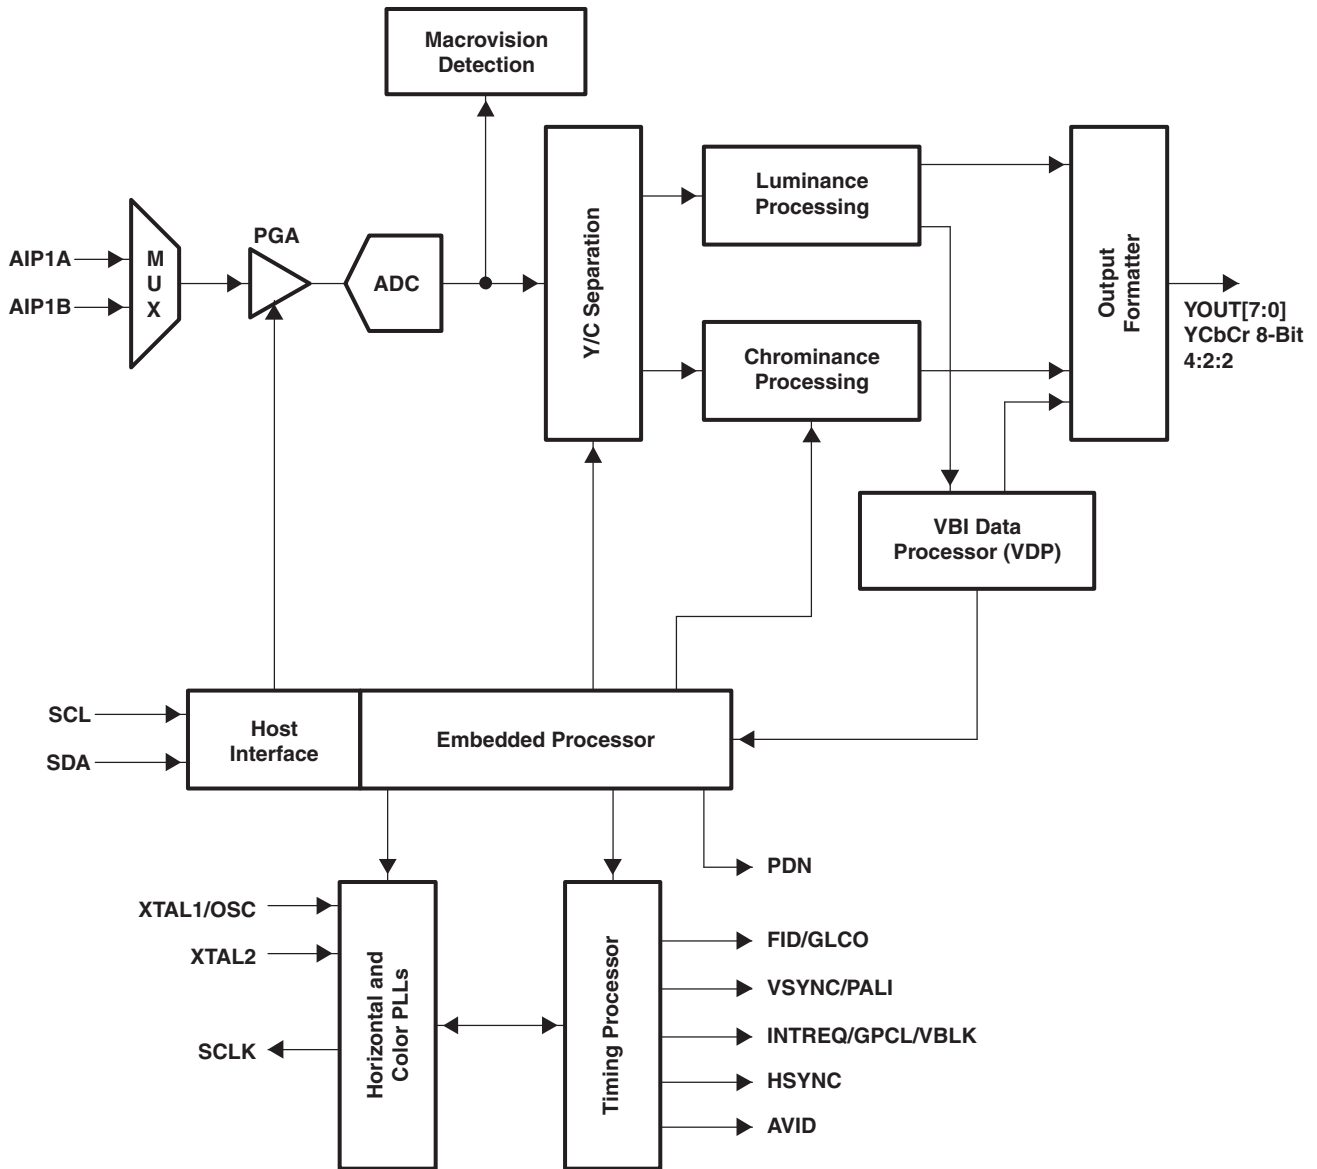 Macrovision
Detection
Luminance
Processing
PGA
AIP1A
AIP1B
M
U
X
ADC
Y/C Separation
Output
Formatter
YOUT[7:0]
YCbCr 8-Bit
4:2:2
Chrominance
Processing
VBI Data
Processor (VDP)
SCL
SDA
Host
Interface
Embedded Processor
PDN
XTAL1/OSC
XTAL2
SCLK
Horizontal and
Color PLLs
Timing Processor
FID/GLCO
VSYNC/PALI
INTREQ/GPCL/VBLK
HSYNC
AVID